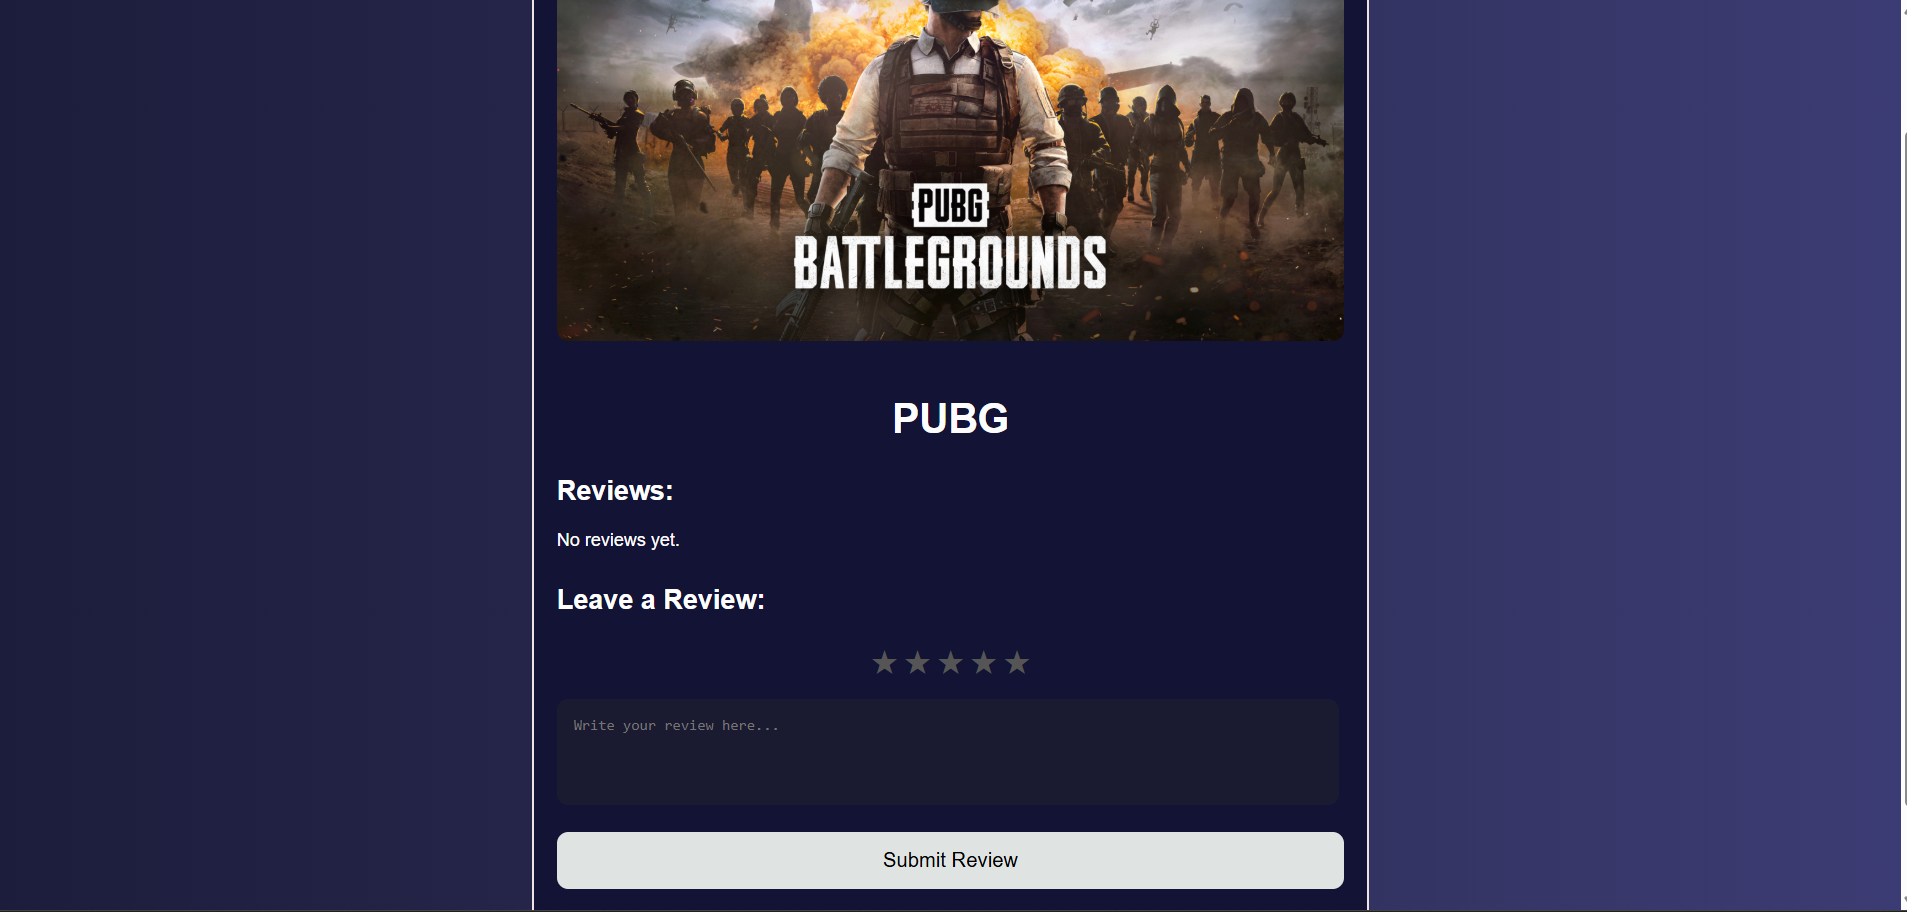 PUBG
BATTLEGROUNDS
PUBG
Reviews:
No reviews yet.
Leave a Review:
Write your review here...
Submit Review